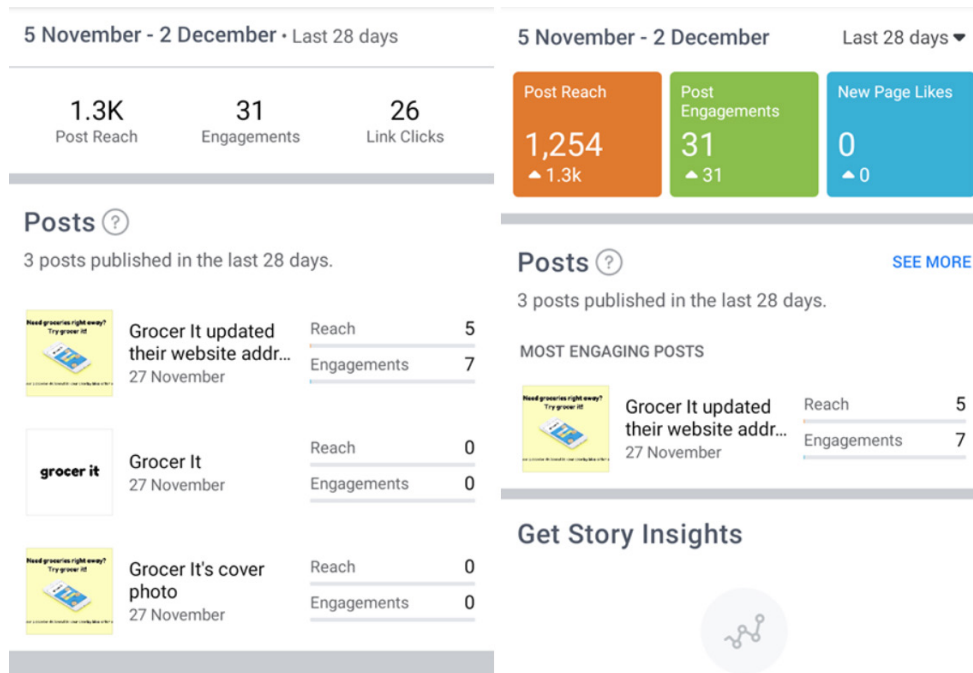 5 November - 2 December · Last 28 days
1.3K 31 26
Post Reach Engagements Link Clicks
Posts ?
3 posts published in the last 28 days.
Need groceries right away?
Try grocer it!
Grocer It updated
their website addr...
27 November
Reach 5
Engagements 7
grocer it
Grocer It
27 November
Reach 0
Engagements 0
Need groceries right away?
Try grocer it!
Grocer It's cover
photo
27 November
Reach 0
Engagements 0
5 November - 2 December Last 28 days
Post Reach
1,254
1.3k
Post
Engagements
31
31
New Page Likes
0
0
Posts ? SEE MORE
3 posts published in the last 28 days.
MOST ENGAGING POSTS
Need groceries right away?
Try grocer it!
Grocer It updated
their website addr...
27 November
Reach 5
Engagements 7
Get Story Insights